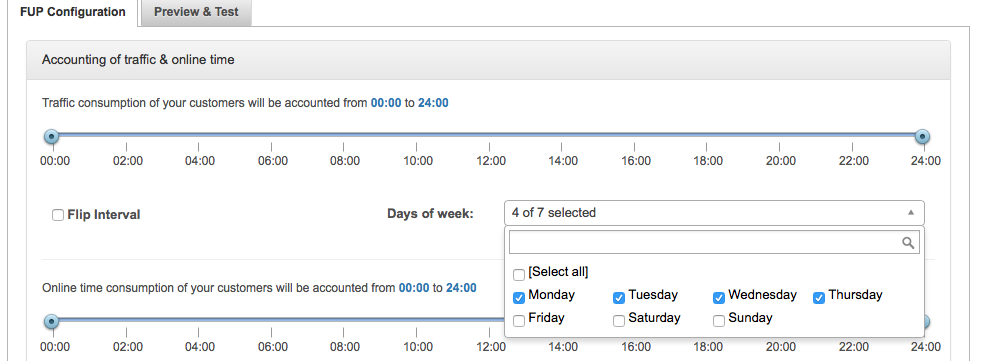 FUP Configuration Preview & Test
Accounting of traffic & online time
Traffic consumption of your customers will be accounted from 00:00 to 24:00
00:00 02:00 04:00 06:00 08:00 10:00 12:00 14:00 16:00 18:00 20:00 22:00 24:00
Flip Interval Days of week: 4 of 7 selected
[Select all]
Monday Tuesday Wednesday Thursday
Friday Saturday Sunday
Online time consumption of your customers will be accounted from 00:00 to 24:00
00:00 02:00 04:00 06:00 08:00 10:00 12:00 14:00 16:00 18:00 20:00 22:00 24:00